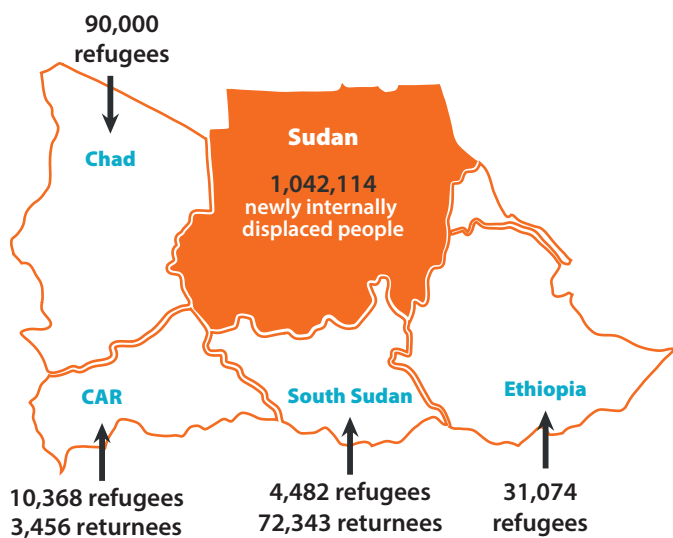 90,000
refugees
Chad
Sudan
1,042,114
newly internally
displaced people
CAR
South Sudan
Ethiopia
10,368 refugees
3,456 returnees
4,482 refugees
72,343 returnees
31,074
refugees